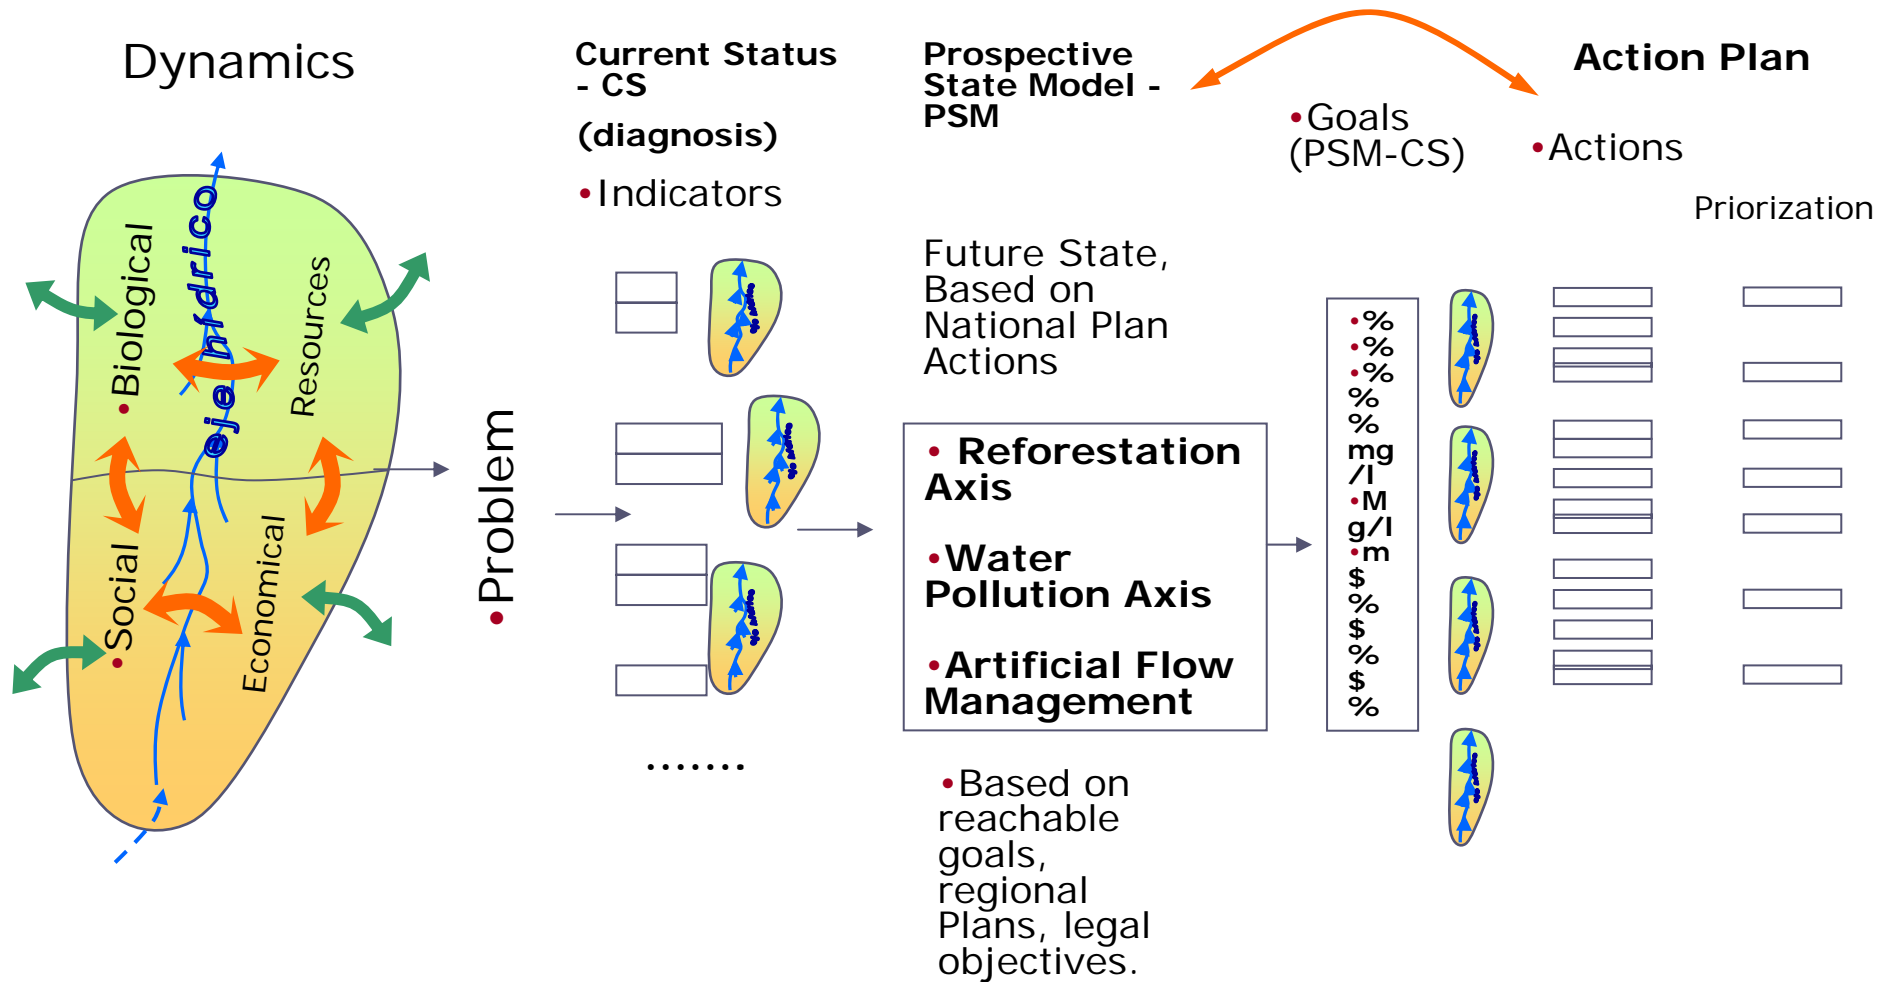 Dynamics
•Biological
eje hídrico
Resources
•Social
Economical
•Problem
Current Status
- CS
(diagnosis)
•Indicators
.......
Prospective
State Model -
PSM
Future State,
Based on
National Plan
Actions
• Reforestation
Axis
•Water
Pollution Axis
•Artificial Flow
Management
•Based on
reachable
goals,
regional
Plans, legal
objectives.
•Goals
(PSM-CS)
•%
•%
•%
%
%
mg
/l
•M
g/l
•m
$
%
$
%
$
%
Action Plan
•Actions
Priorization